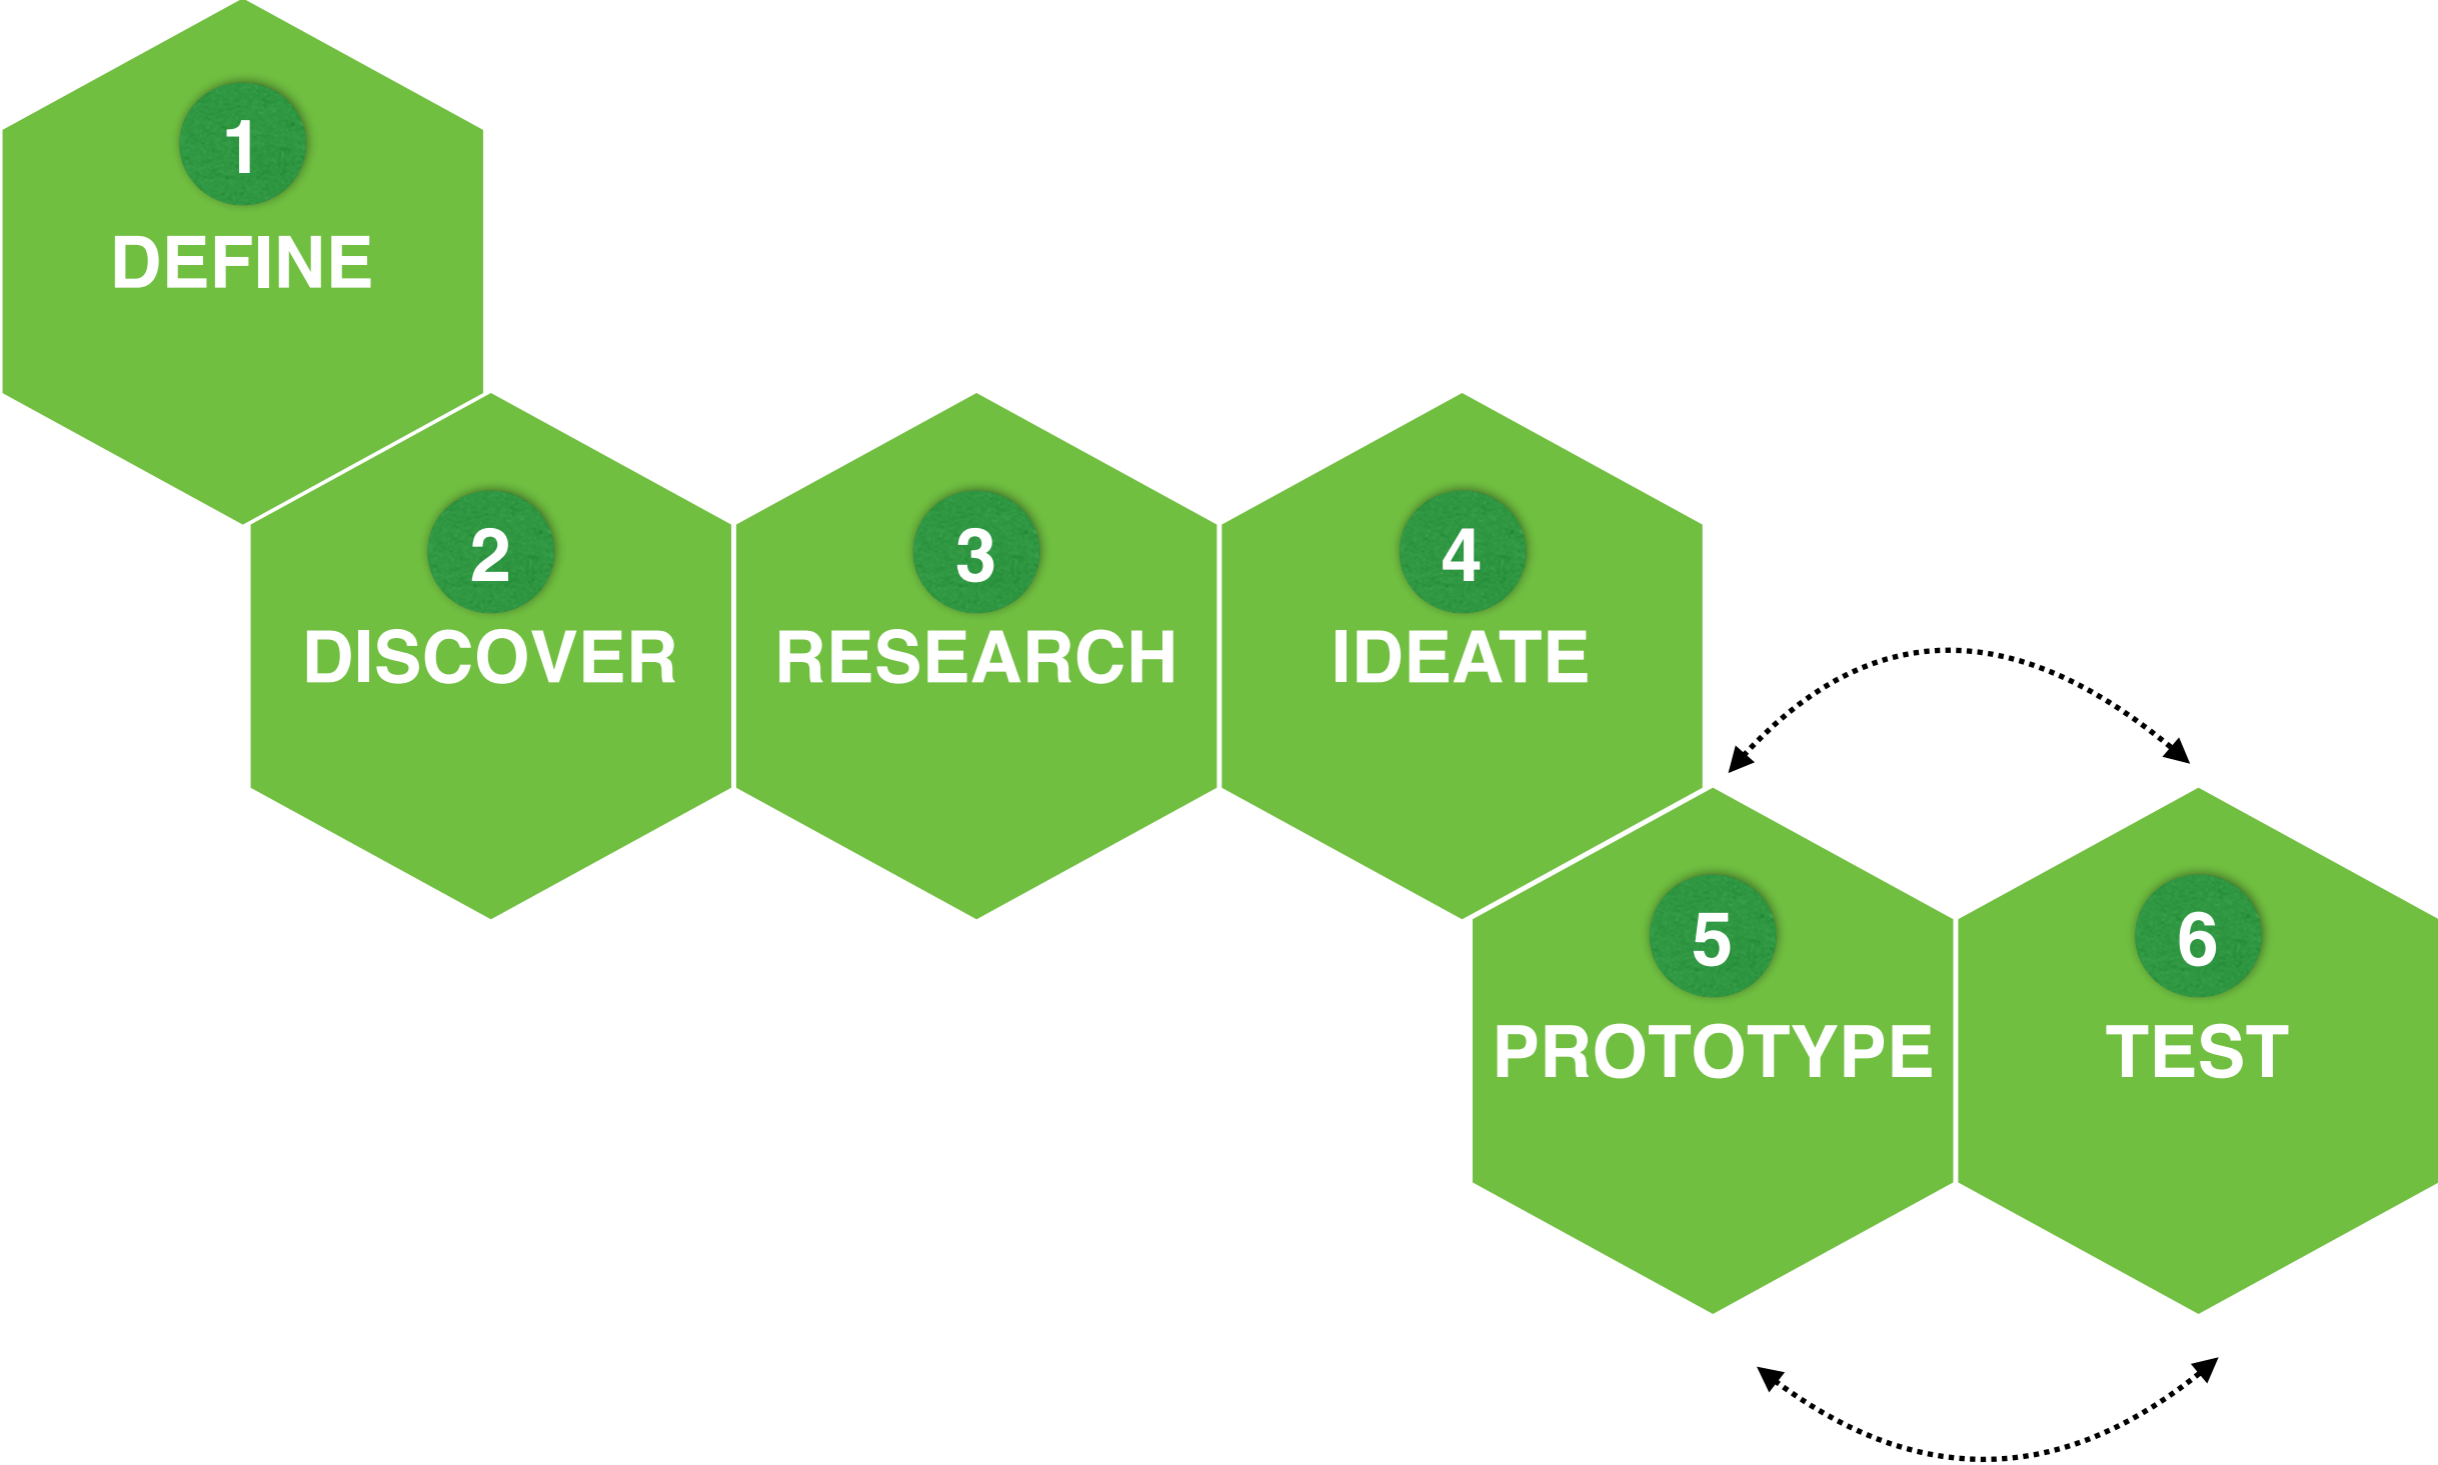 1
DEFINE
2
DISCOVER
3
RESEARCH
4
IDEATE
5
PROTOTYPE
6
TEST